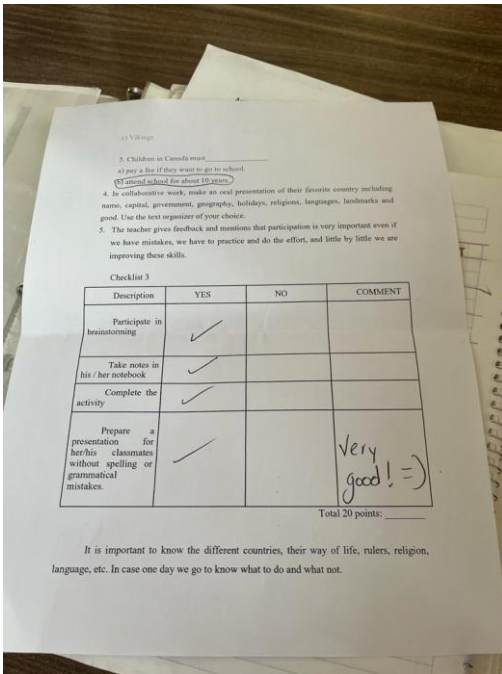 c) Vikings
5. Children in Canada must
a) pay a fee if they want to go to school.
b) attend school for about 10 years.
4. In collaborative work, make an oral presentation of their favorite country including
name, capital, government, geography, holidays, religions, languages, landmarks and
good. Use the text organizer of your choice.
5. The teacher gives feedback and mentions that participation is very important even if
we have mistakes, we have to practice and do the effort, and little by little we are
improving these skills.
Checklist 3
Description YES NO COMMENT
Participate in
brainstorming
Take notes in
his / her notebook
Complete the
activity
Prepare a
presentation for
her/his classmates
without spelling or
grammatical
mistakes.
Very
good! =)
Total 20 points:
It is important to know the different countries, their way of life, rulers, religion,
language, etc. In case one day we go to know what to do and what not.